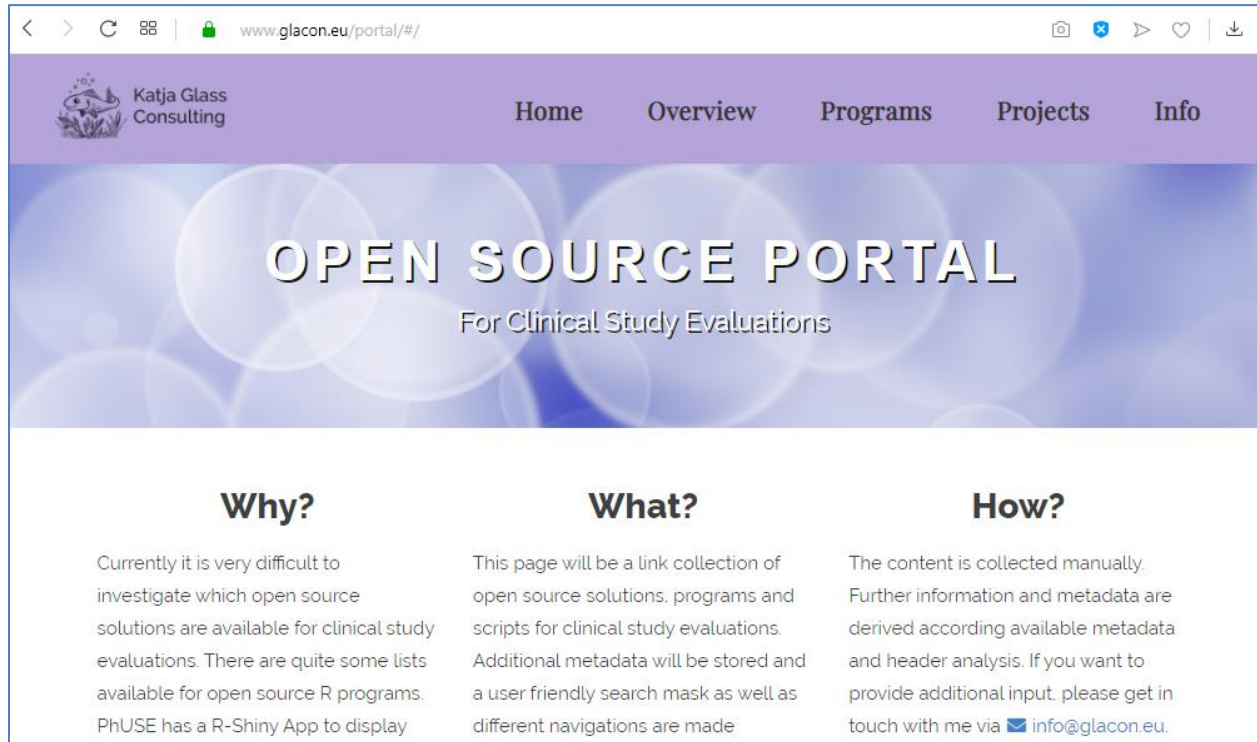 www.glacon.eu/portal/#/
Katja Glass
Consulting
Home Overview Programs Projects Info
OPEN SOURCE PORTAL
For Clinical Study Evaluations
Why?
Currently it is very difficult to
investigate which open source
solutions are available for clinical study
evaluations. There are quite some lists
available for open source R programs.
PhUSE has a R-Shiny App to display
What?
This page will be a link collection of
open source solutions, programs and
scripts for clinical study evaluations.
Additional metadata will be stored and
a user friendly search mask as well as
different navigations are made
How?
The content is collected manually.
Further information and metadata are
derived according available metadata
and header analysis. If you want to
provide additional input, please get in
touch with me via info@glacon.eu.